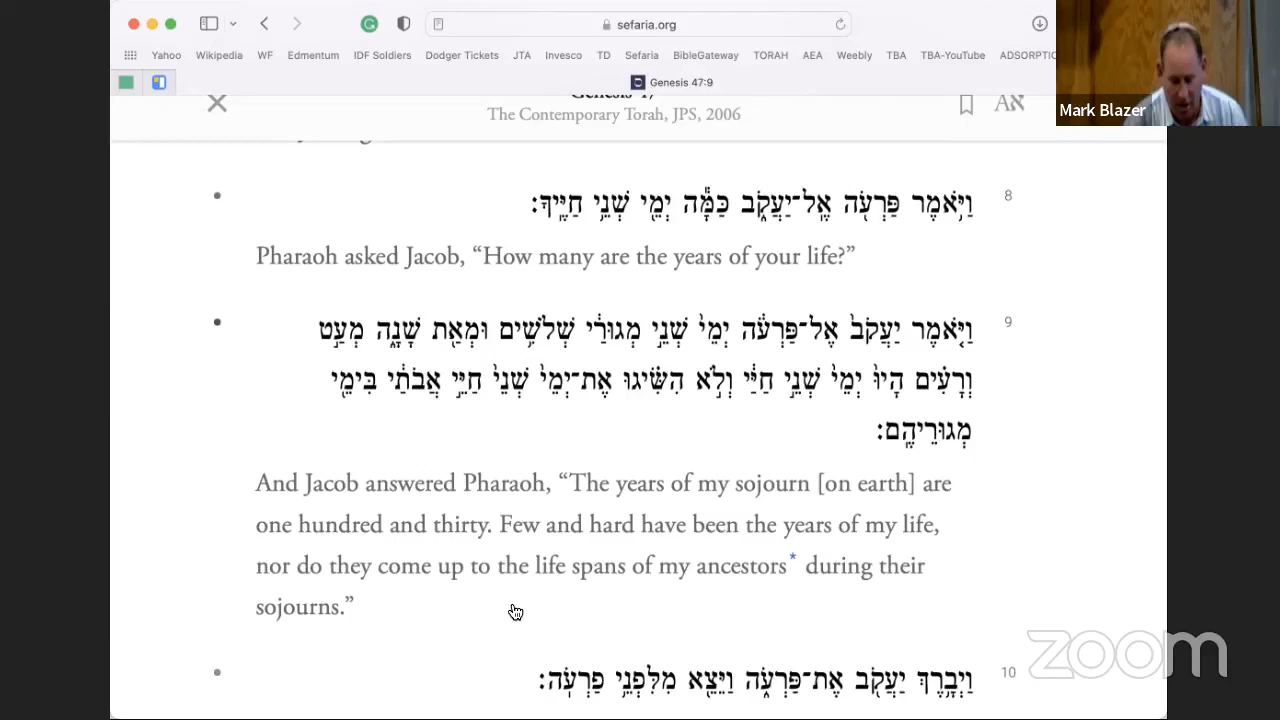 sefaria.org
Yahoo Wikipedia WF Edmentum IDF Soldiers Dodger Tickets JTA Invesco TD Sefaria BibleGateway TORAH AEA Weebly TBA TBA-YouTube ADSORPTIO
Genesis 47:9
Mark Blazer
The Contemporary Torah, JPS, 2006
אA
8
וַיֹּ֥אמֶר פַּרְעֹ֖ה אֶֽל־יַעֲקֹ֑ב כַּמָּ֕ה יְמֵ֖י שְׁנֵ֥י חַיֶּֽיךָ׃
Pharaoh asked Jacob, “How many are the years of your life?”
9
וַיֹּ֤אמֶר יַעֲקֹב֙ אֶל־פַּרְעֹ֔ה יְמֵי֙ שְׁנֵ֣י מְגוּרַ֔י שְׁלֹשִׁ֥ים וּמְאַ֖ת שָׁנָ֑ה מְעַ֣ט
וְרָעִ֗ים הָיוּ֙ יְמֵי֙ שְׁנֵ֣י חַיַּ֔י וְלֹ֣א הִשִּׂ֗יגוּ אֶת־יְמֵי֙ שְׁנֵי֙ חַיֵּ֣י אֲבֹתַ֔י בִּימֵ֖י
מְגוּרֵיהֶֽם׃
And Jacob answered Pharaoh, “The years of my sojourn [on earth] are
one hundred and thirty. Few and hard have been the years of my life,
nor do they come up to the life spans of my ancestors* during their
sojourns.”
10
וַיְבָ֥רֶךְ יַעֲקֹ֖ב אֶת־פַּרְעֹ֑ה וַיֵּצֵ֖א מִלִּפְנֵ֥י פַרְעֹֽה׃
zoom